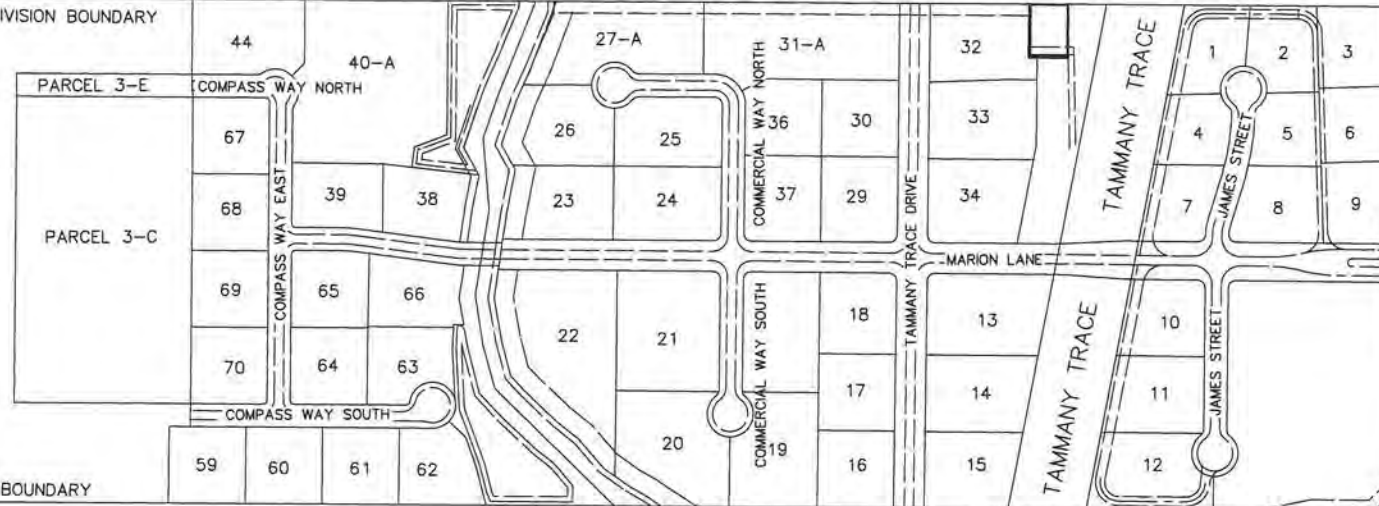 IVISION BOUNDARY
44
40-A
27-A
31-A
32
1
2
3
PARCEL 3-E
COMPASS WAY NORTH
COMMERCIAL WAY NORTH
TAMMANY TRACE
67
26
25
36
30
33
4
5
6
JAMES STREET
COMPASS WAY EAST
39
38
68
23
24
37
29
34
7
8
9
PARCEL 3-C
TAMMANY TRACE DRIVE
MARION LANE
69
65
66
22
21
18
13
10
COMMERCIAL WAY SOUTH
TAMMANY TRACE
JAMES STREET
70
64
63
17
14
11
COMPASS WAY SOUTH
59
60
61
62
20
19
16
15
12
BOUNDARY